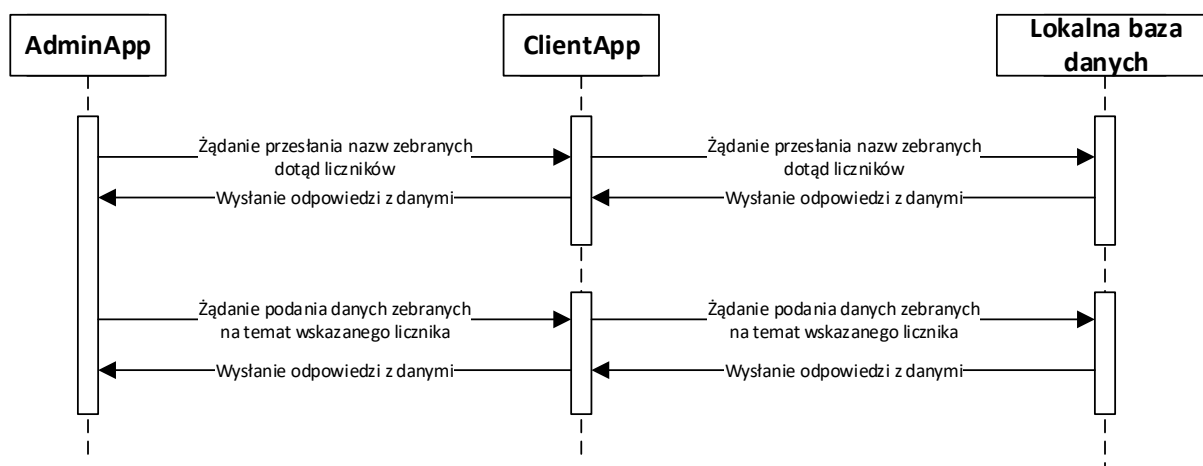 AdminApp
ClientApp
Lokalna baza
danych
Żądanie przesłania nazw zebranych
dotąd liczników
Żądanie przesłania nazw zebranych
dotąd liczników
Wysłanie odpowiedzi z danymi
Wysłanie odpowiedzi z danymi
Żądanie podania danych zebranych
na temat wskazanego licznika
Żądanie podania danych zebranych
na temat wskazanego licznika
Wysłanie odpowiedzi z danymi
Wysłanie odpowiedzi z danymi